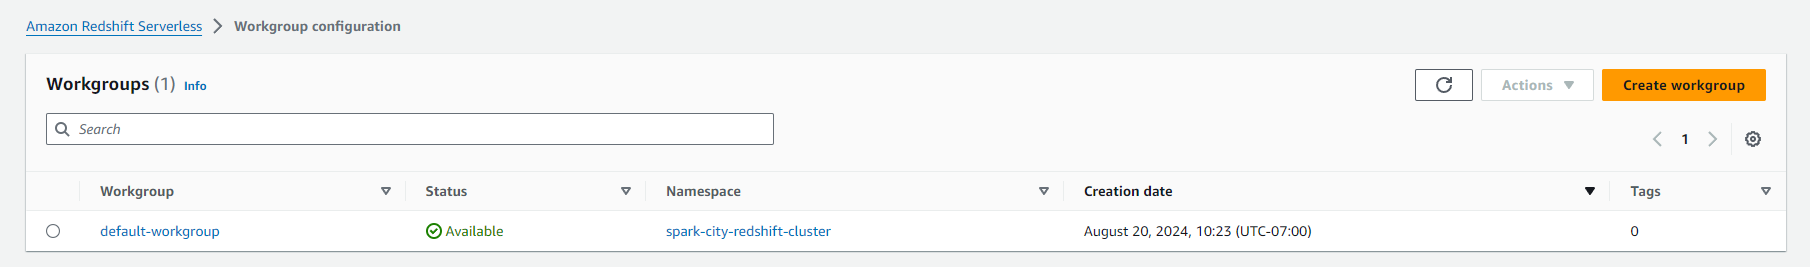 Amazon Redshift Serverless > Workgroup configuration
Workgroups (1) Info
Actions
Create workgroup
Search
1
Workgroup Status Namespace Creation date Tags
default-workgroup Available spark-city-redshift-cluster August 20, 2024, 10:23 (UTC-07:00) 0